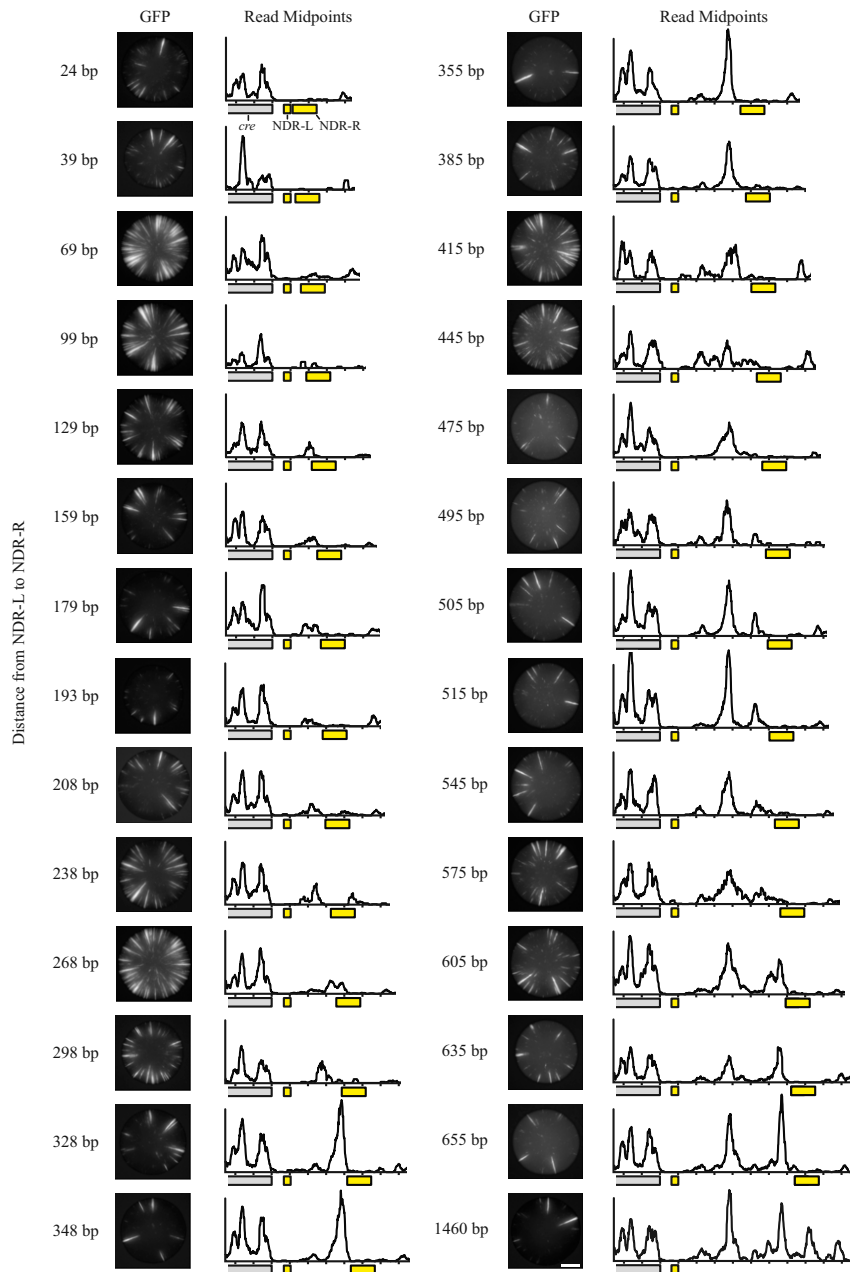 GFP Read Midpoints GFP Read Midpoints
Distance from NDR-L to NDR-R
24 bp
cre NDR-L NDR-R
39 bp
69 bp
99 bp
129 bp
159 bp
179 bp
193 bp
208 bp
238 bp
268 bp
298 bp
328 bp
348 bp
355 bp
385 bp
415 bp
445 bp
475 bp
495 bp
505 bp
515 bp
545 bp
575 bp
605 bp
635 bp
655 bp
1460 bp